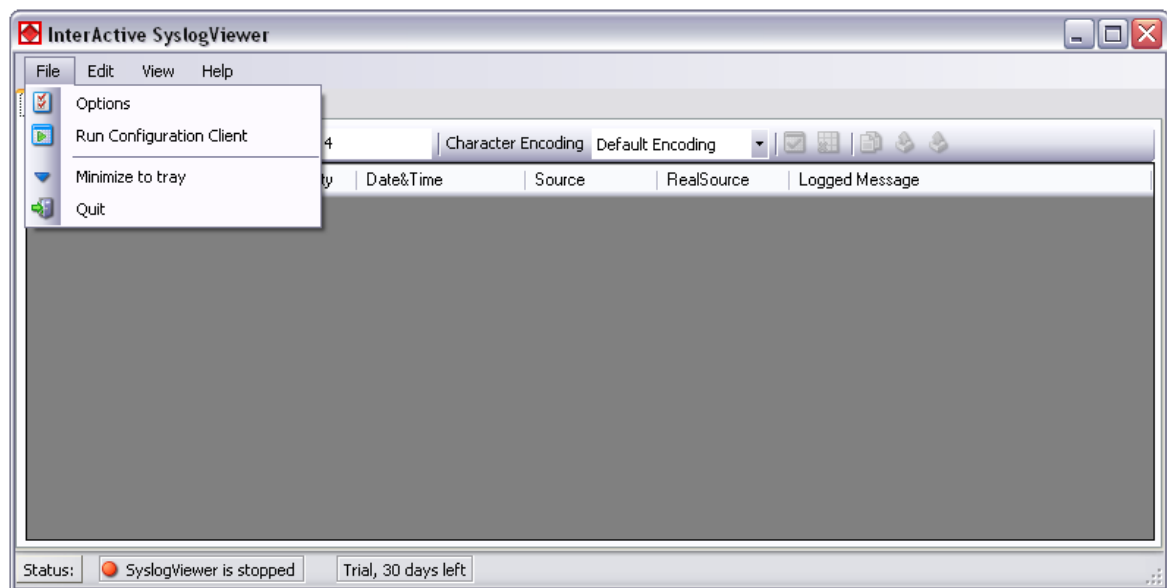 InterActive SyslogViewer
File Edit View Help
Options
Run Configuration Client
4 Character Encoding Default Encoding
Minimize to tray
ty Date&Time Source RealSource Logged Message
Quit
Status: SyslogViewer is stopped Trial, 30 days left